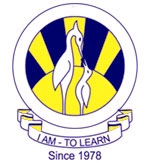 I AM - TO LEARN
Since 1978